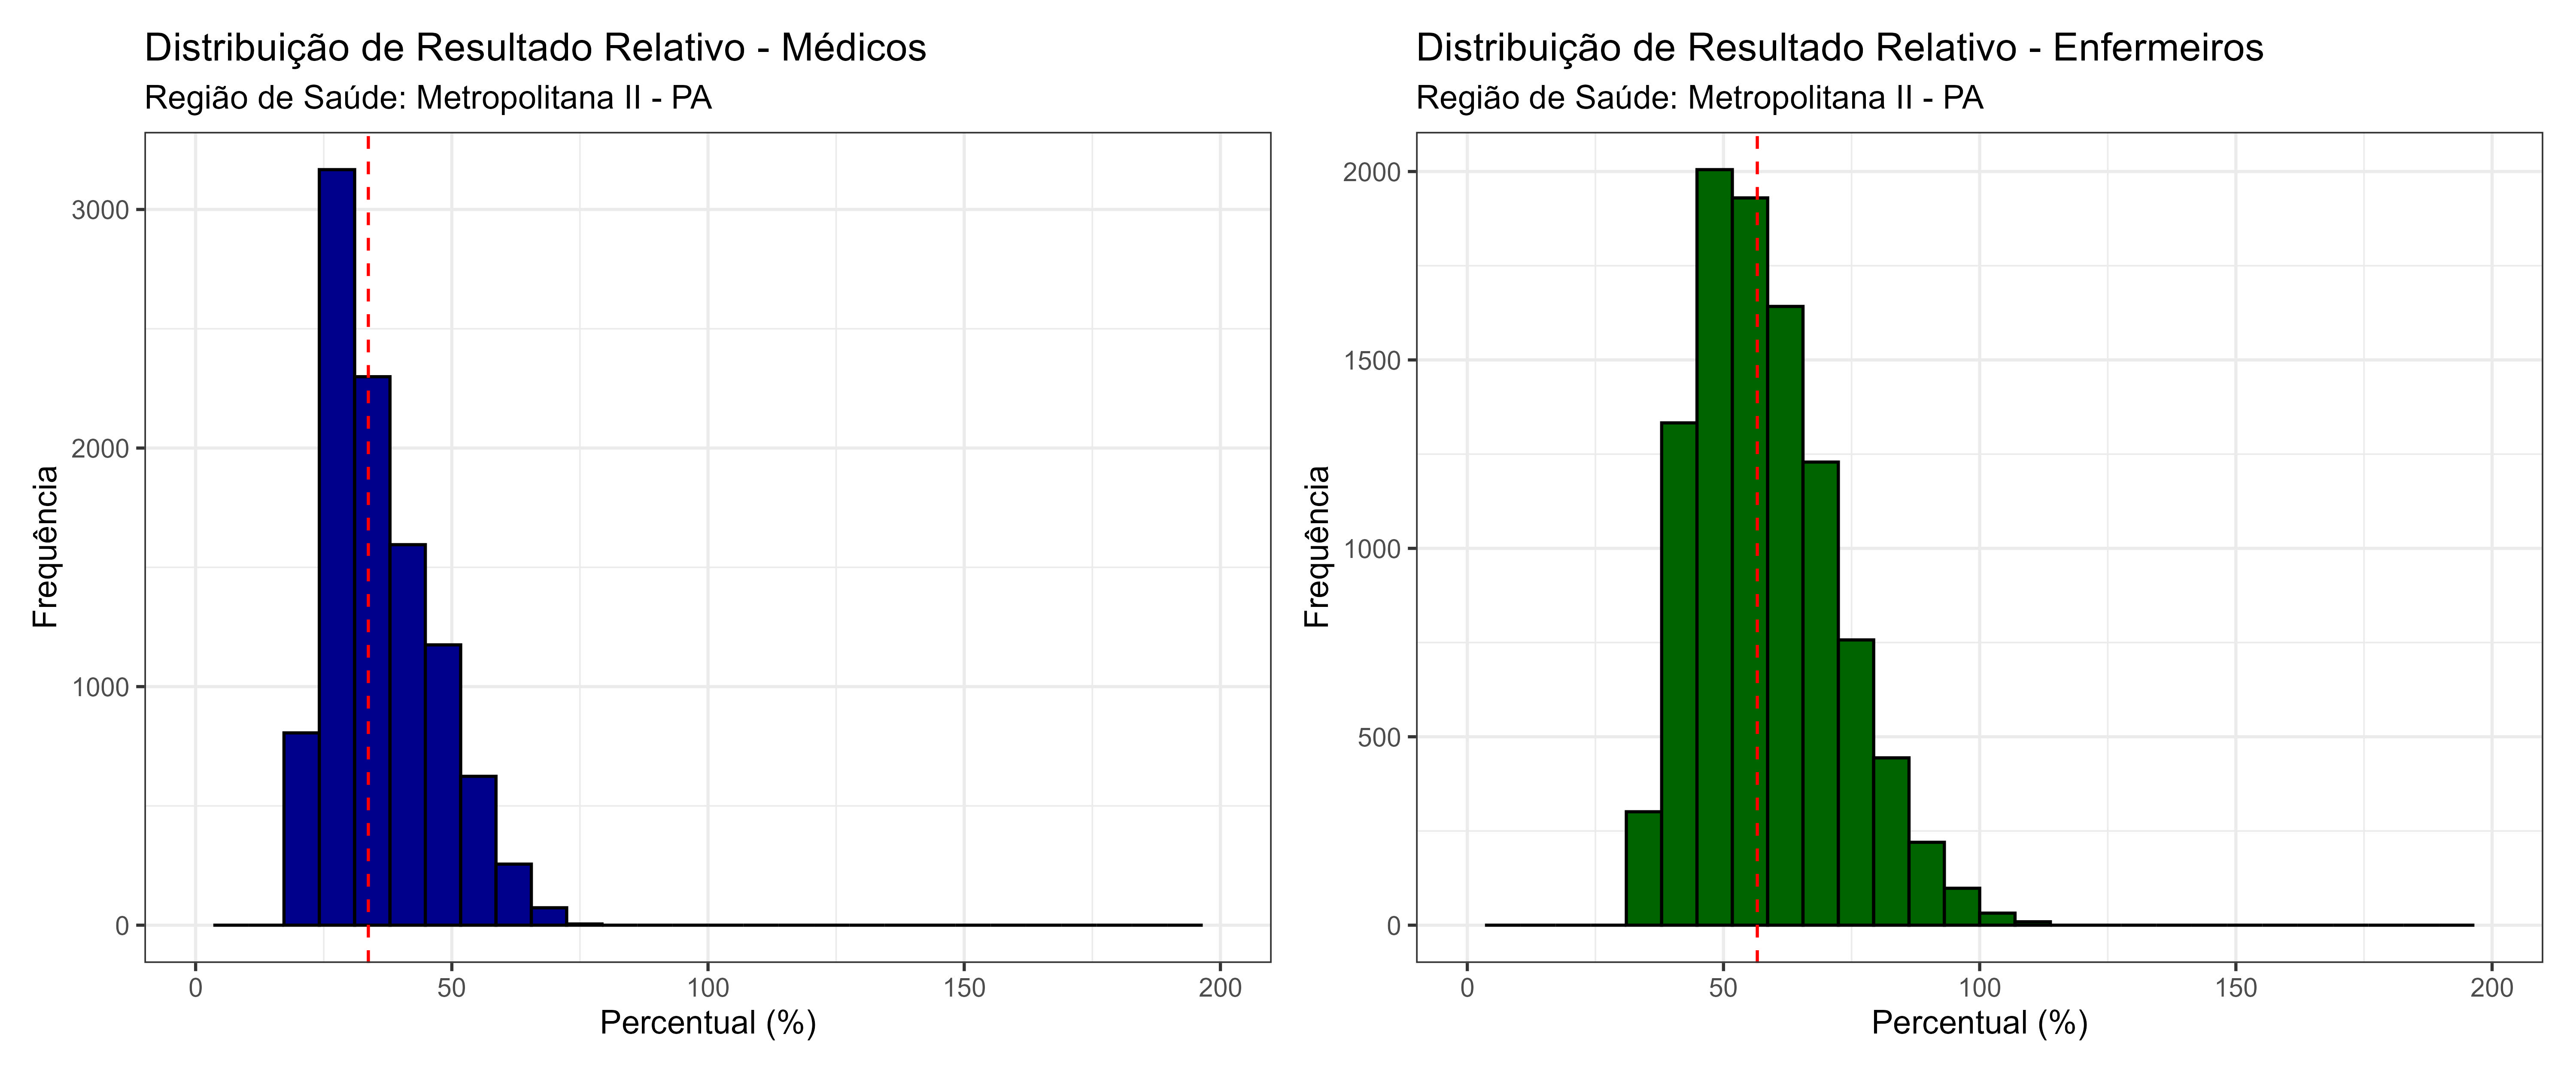 Distribuição de Resultado Relativo - Médicos
Região de Saúde: Metropolitana II - PA
Frequência
3000
2000
1000
0
0 50 100 150 200
Percentual (%)
Distribuição de Resultado Relativo - Enfermeiros
Região de Saúde: Metropolitana II - PA
Frequência
2000
1500
1000
500
0
0 50 100 150 200
Percentual (%)